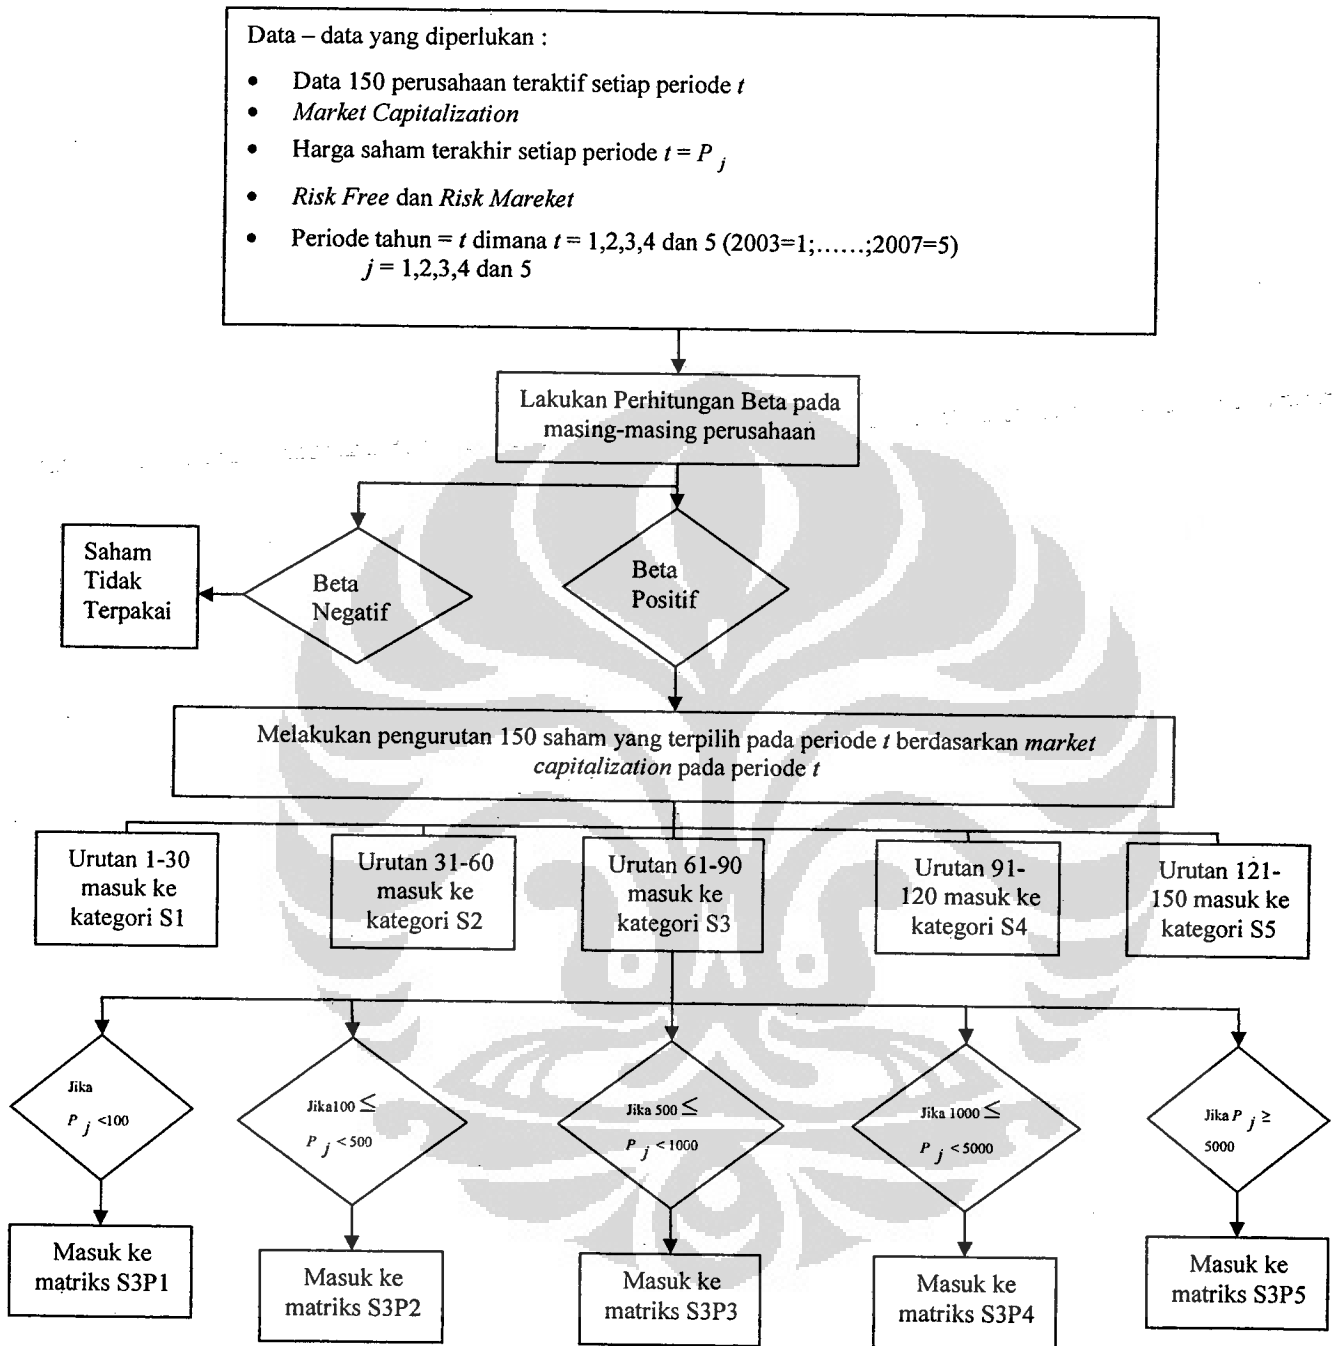 Data – data yang diperlukan :
• Data 150 perusahaan teraktif setiap periode t
• Market Capitalization
• Harga saham terakhir setiap periode t = P j
• Risk Free dan Risk Mareket
• Periode tahun = t dimana t = 1,2,3,4 dan 5 (2003=1;……;2007=5)
j = 1,2,3,4 dan 5
Lakukan Perhitungan Beta pada
masing-masing perusahaan
Saham
Tidak
Terpakai
Beta
Negatif
Beta
Positif
Melakukan pengurutan 150 saham yang terpilih pada periode t berdasarkan market
capitalization pada periode t
Urutan 1-30
masuk ke
kategori S1
Urutan 31-60
masuk ke
kategori S2
Urutan 61-90
masuk ke
kategori S3
Urutan 91-
120 masuk ke
kategori S4
Urutan 121-
150 masuk ke
kategori S5
Jika
P j <100
Jika100 ≤
P j < 500
Jika 500 ≤
P j < 1000
Jika 1000 ≤
P j < 5000
Jika P j ≥
5000
Masuk ke
matriks S3P1
Masuk ke
matriks S3P2
Masuk ke
matriks S3P3
Masuk ke
matriks S3P4
Masuk ke
matriks S3P5